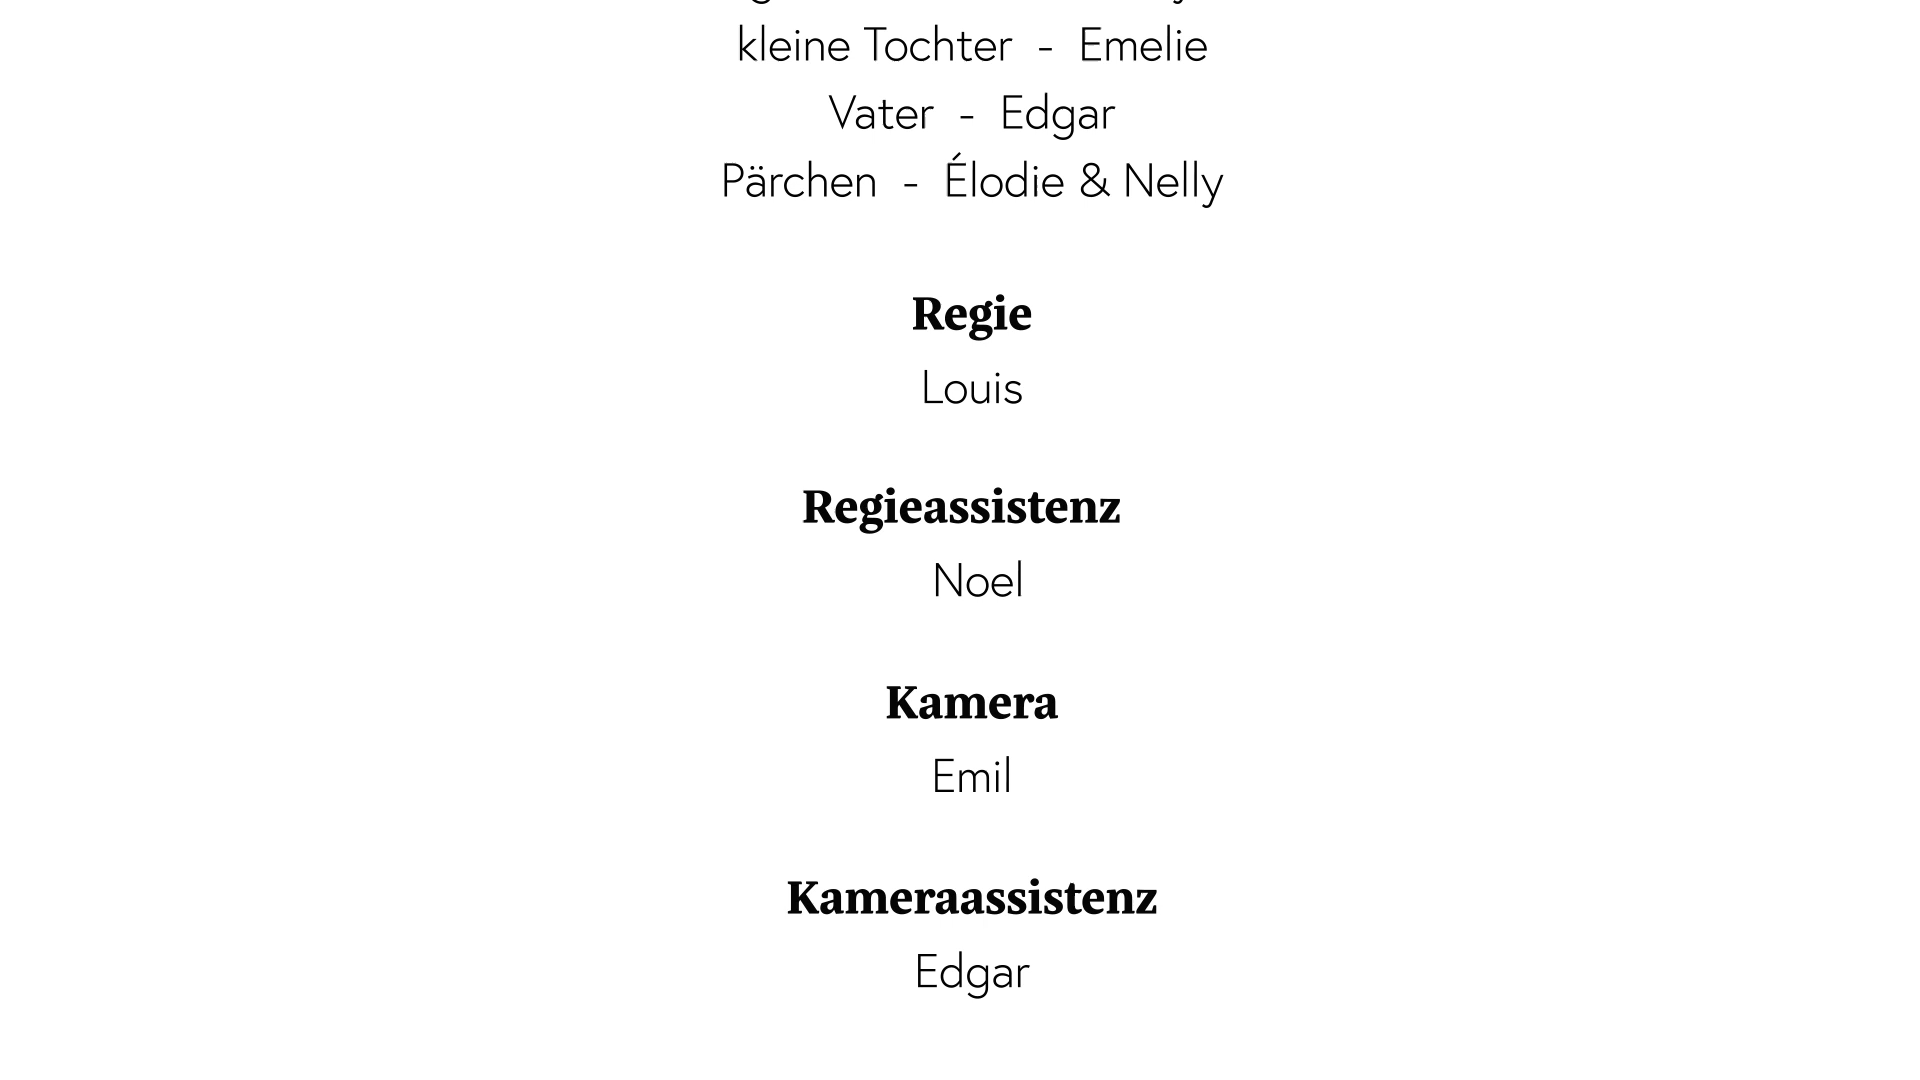 kleine Tochter - Emelie
Vater - Edgar
Pärchen - Élodie & Nelly
Regie
Louis
Regieassistenz
Noel
Kamera
Emil
Kameraassistenz
Edgar